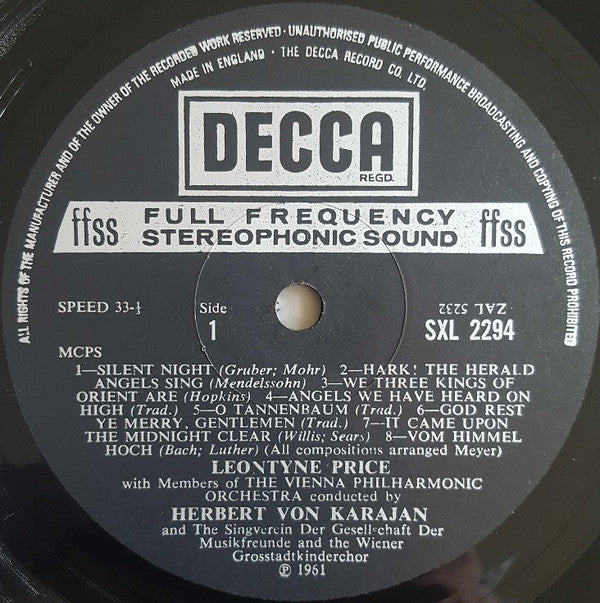 ALL RIGHTS OF THE MANUFACTURER AND OF THE OWNER OF THE RECORDED WORK RESERVED · UNAUTHORISED PUBLIC PERFORMANCE BROADCASTING AND COPYING OF THIS RECORD PROHIBITED
MADE IN ENGLAND · THE DECCA RECORD CO. LTD.
DECCA
REGD.
ffss FULL FREQUENCY STEREOPHONIC SOUND ffss
SPEED 33-⅓
Side
1
ZAL 5232
SXL 2294
MCPS
1—SILENT NIGHT (Gruber; Mohr) 2—HARK! THE HERALD
ANGELS SING (Mendelssohn) 3—WE THREE KINGS OF
ORIENT ARE (Hopkins) 4—ANGELS WE HAVE HEARD ON
HIGH (Trad.) 5—O TANNENBAUM (Trad.) 6—GOD REST
YE MERRY, GENTLEMEN (Trad.) 7—IT CAME UPON
THE MIDNIGHT CLEAR (Willis; Sears) 8—VOM HIMMEL
HOCH (Bach; Luther) (All compositions arranged Meyer)
LEONTYNE PRICE
with Members of THE VIENNA PHILHARMONIC
ORCHESTRA conducted by
HERBERT VON KARAJAN
and The Singverein Der Gesellschaft Der
Musikfreunde and the Wiener
Grosstadtkinderchor
Ⓟ 1961